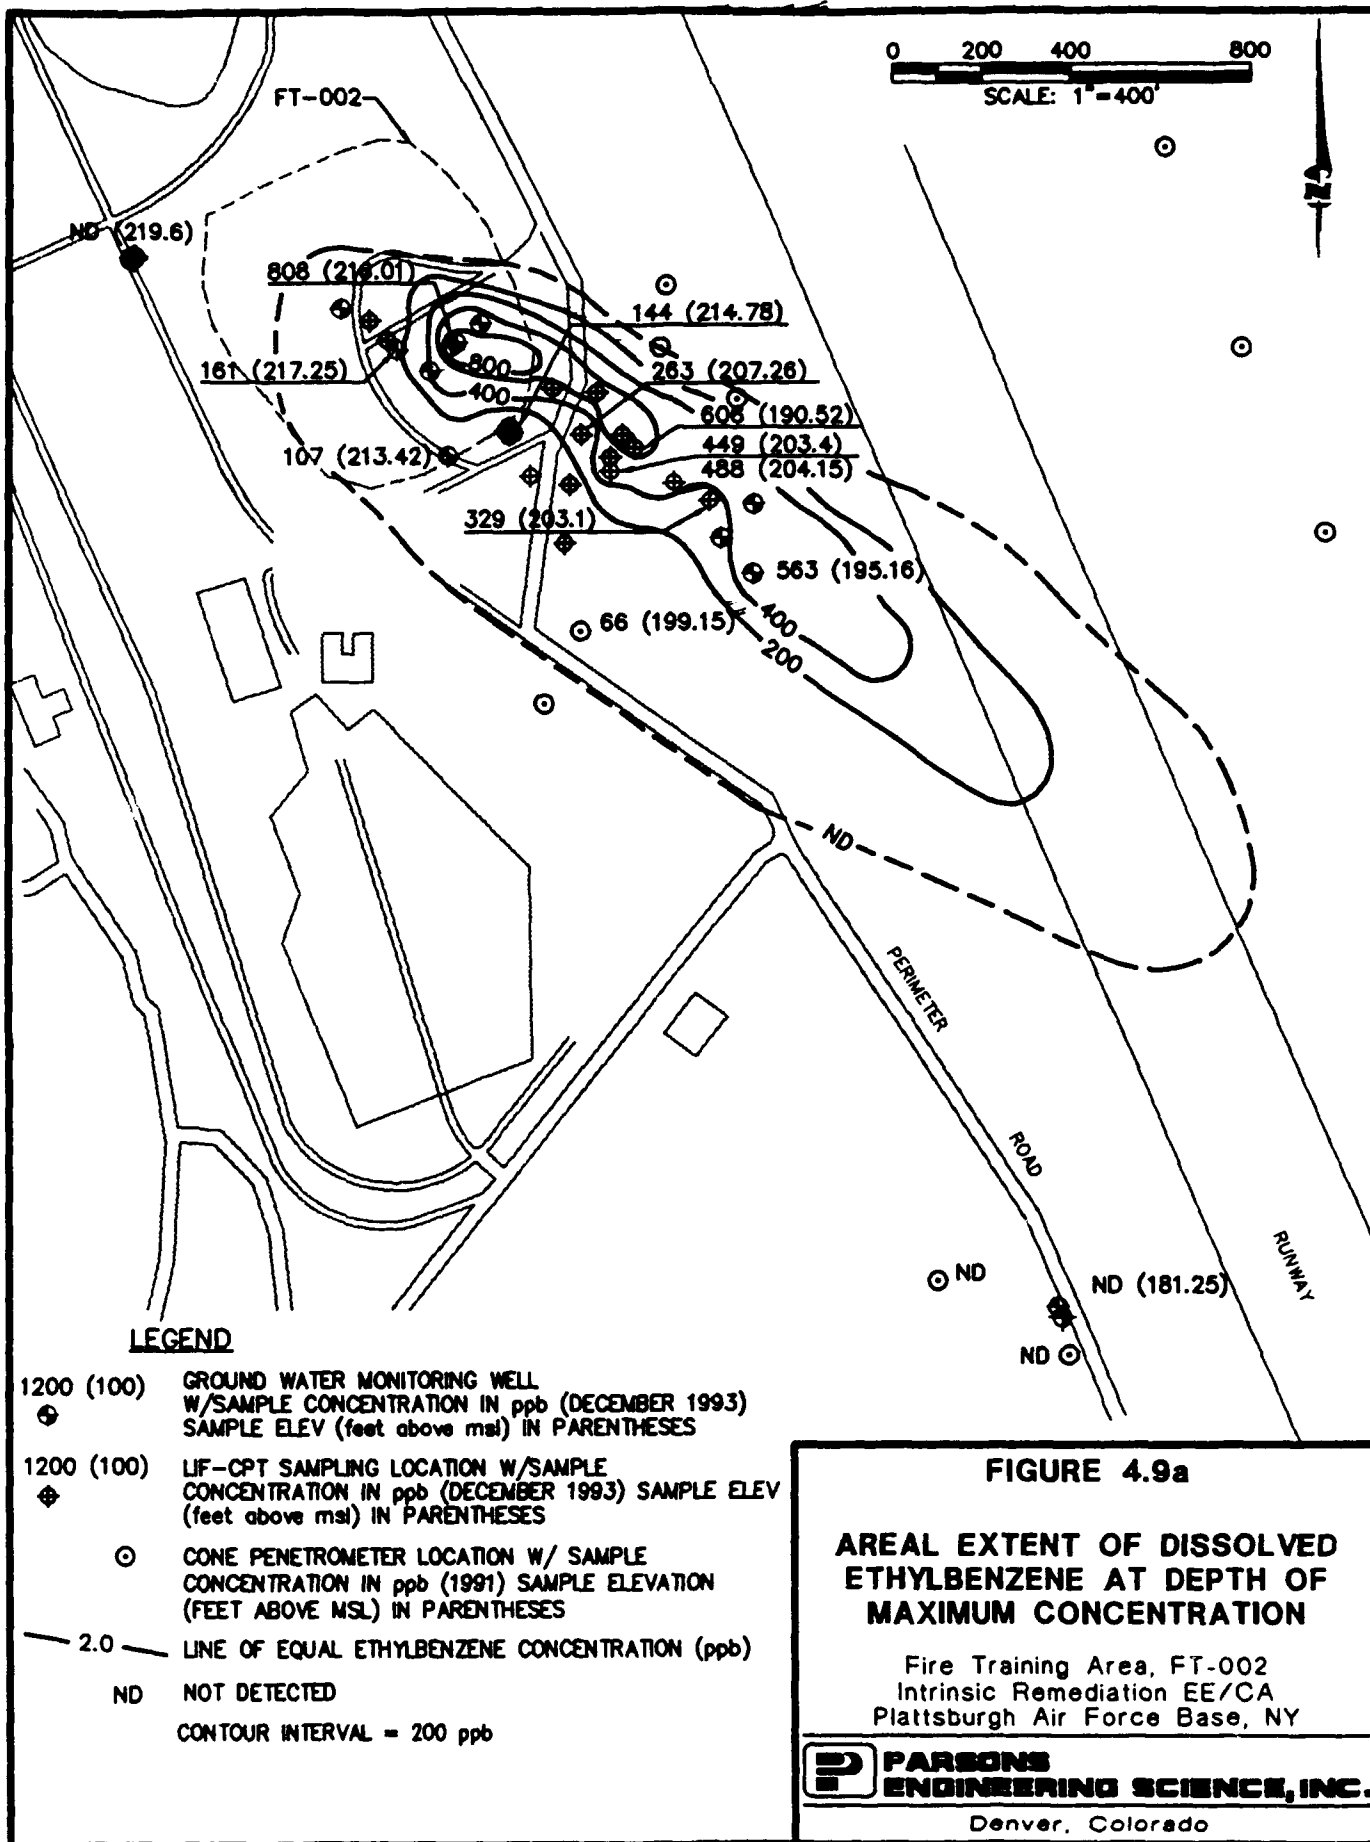 0 200 400 800
SCALE: 1"=400'
FT-002
ND (219.6)
808 (216.01)
144 (214.78)
161 (217.25)
263 (207.26)
800
400
608 (190.52)
449 (203.4)
107 (213.42)
488 (204.15)
329 (203.1)
563 (195.16)
66 (199.15)
400
200
ND
PERIMETER
ROAD
RUNWAY
ND
ND (181.25)
ND
LEGEND
1200 (100) GROUND WATER MONITORING WELL
W/SAMPLE CONCENTRATION IN ppb (DECEMBER 1993)
SAMPLE ELEV (feet above msl) IN PARENTHESES
1200 (100) LIF-CPT SAMPLING LOCATION W/SAMPLE
CONCENTRATION IN ppb (DECEMBER 1993) SAMPLE ELEV
(feet above msl) IN PARENTHESES
CONE PENETROMETER LOCATION W/ SAMPLE
CONCENTRATION IN ppb (1991) SAMPLE ELEVATION
(FEET ABOVE MSL) IN PARENTHESES
2.0 LINE OF EQUAL ETHYLBENZENE CONCENTRATION (ppb)
ND NOT DETECTED
CONTOUR INTERVAL = 200 ppb
FIGURE 4.9a
AREAL EXTENT OF DISSOLVED
ETHYLBENZENE AT DEPTH OF
MAXIMUM CONCENTRATION
Fire Training Area, FT-002
Intrinsic Remediation EE/CA
Plattsburgh Air Force Base, NY
PARSONS
ENGINEERING SCIENCE, INC.
Denver, Colorado